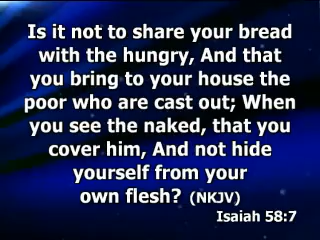 Is it not to share your bread
with the hungry, And that
you bring to your house the
poor who are cast out; When
you see the naked, that you
cover him, And not hide
yourself from your
own flesh? (NKJV)
Isaiah 58:7